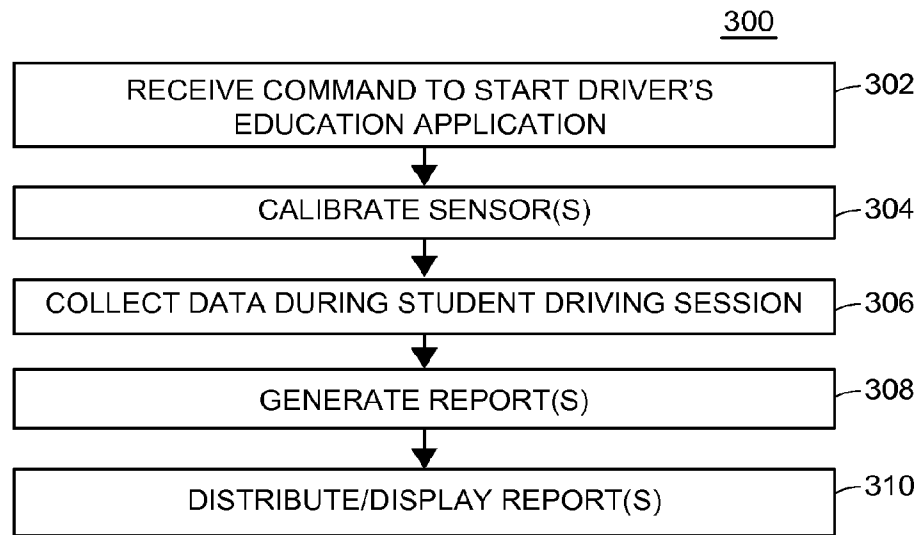 300
RECEIVE COMMAND TO START DRIVER'S
EDUCATION APPLICATION
302
CALIBRATE SENSOR(S)
304
COLLECT DATA DURING STUDENT DRIVING SESSION
306
GENERATE REPORT(S)
308
DISTRIBUTE/DISPLAY REPORT(S)
310